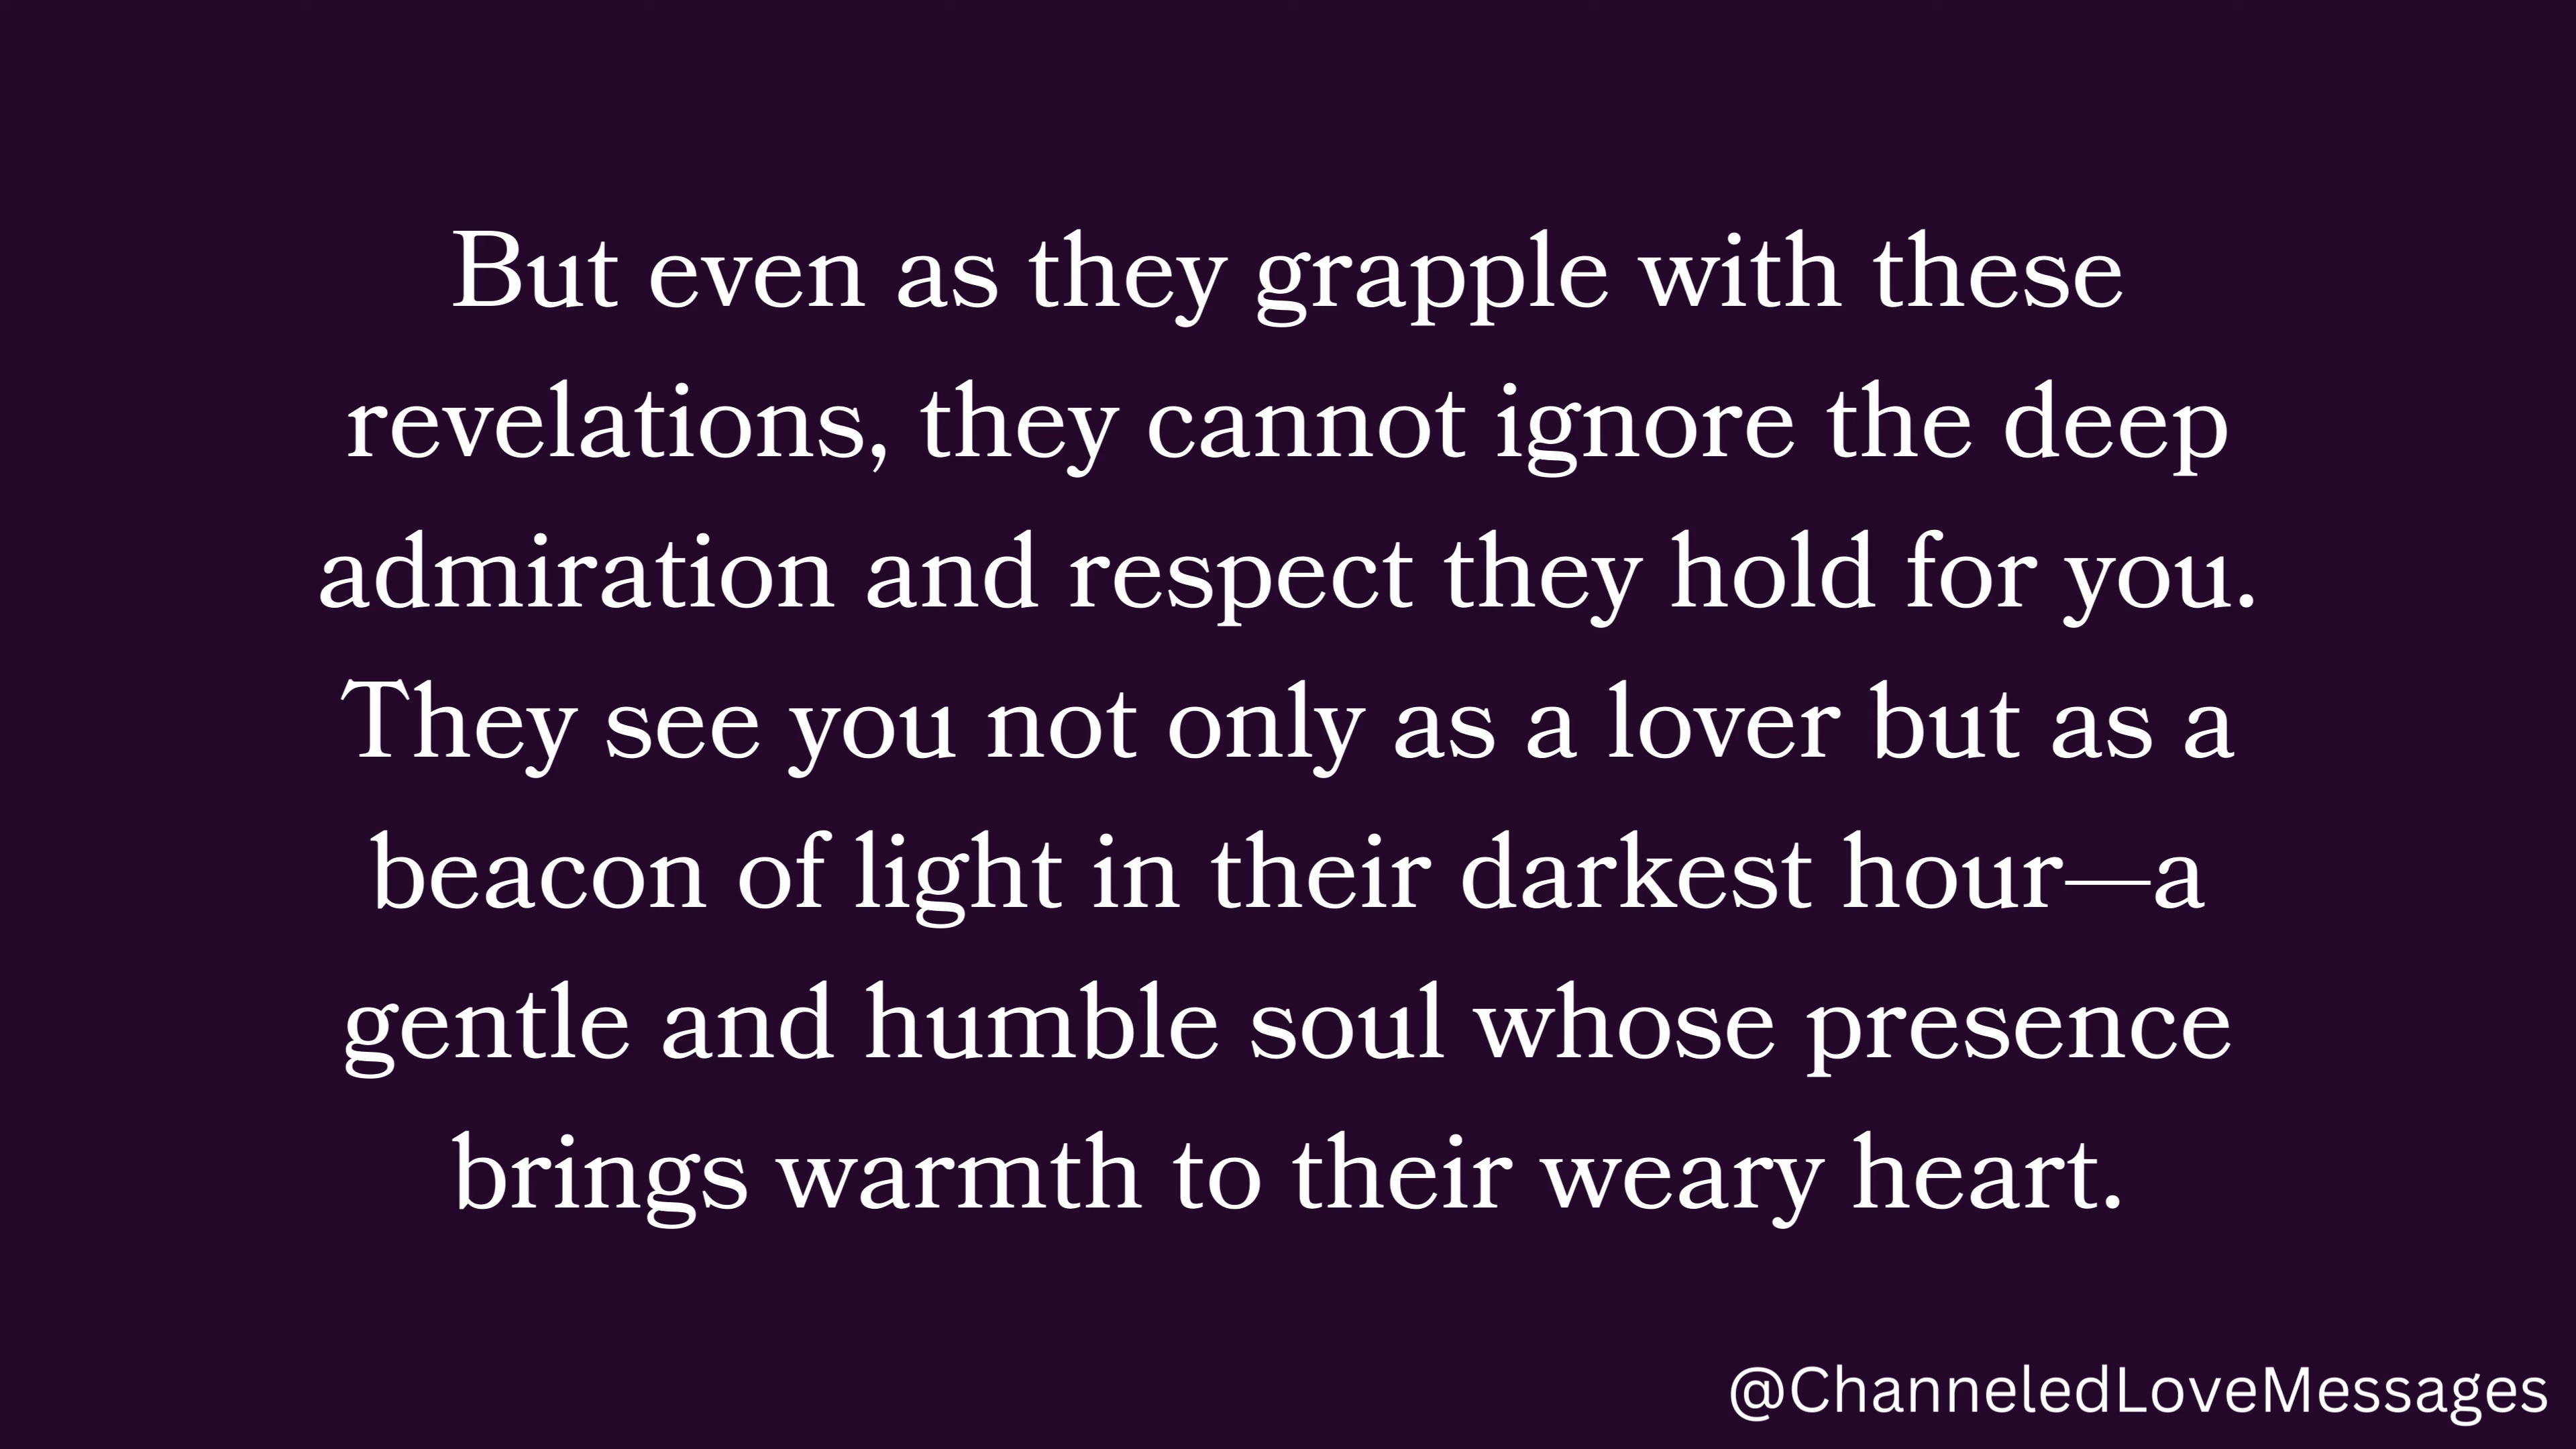 But even as they grapple with these
revelations, they cannot ignore the deep
admiration and respect they hold for you.
They see you not only as a lover but as a
beacon of light in their darkest hour—a
gentle and humble soul whose presence
brings warmth to their weary heart.
@ChanneledLoveMessages